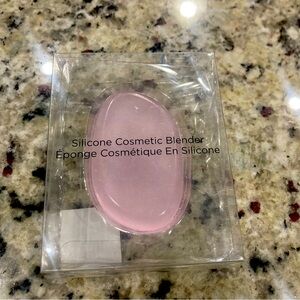 Silicone Cosmetic Blender
Éponge Cosmétique En Silicone